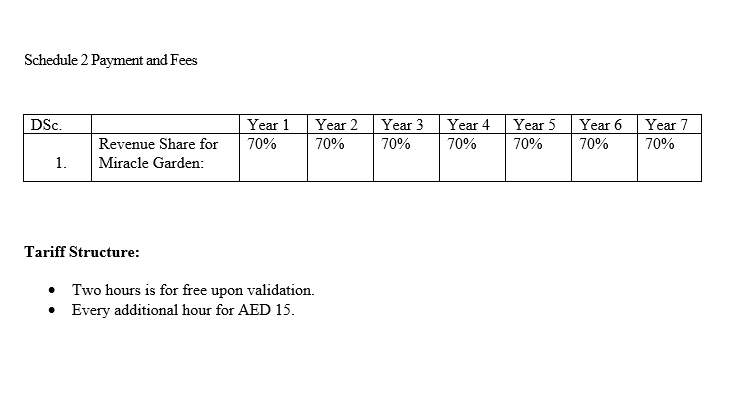 Schedule 2 Payment and Fees
DSc. Year 1 Year 2 Year 3 Year 4 Year 5 Year 6 Year 7
1. Revenue Share for 70% 70% 70% 70% 70% 70% 70%
Miracle Garden:
Tariff Structure:
• Two hours is for free upon validation.
• Every additional hour for AED 15.